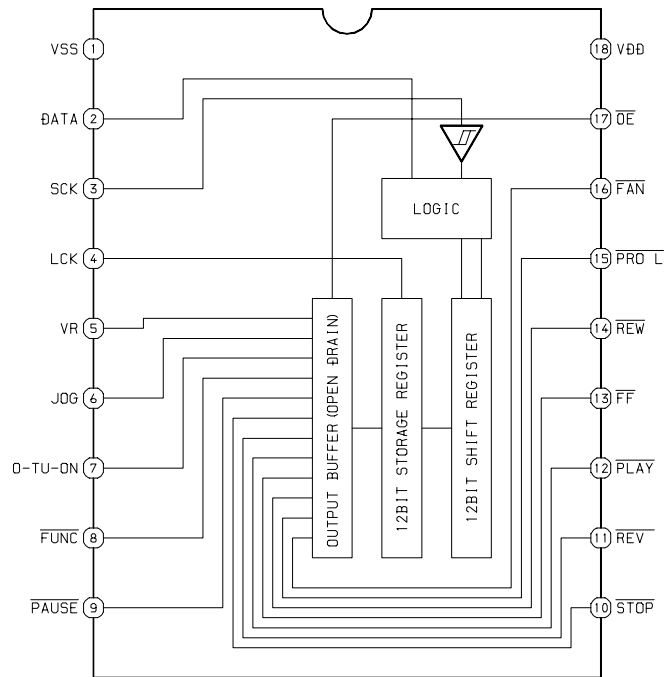 VSS 1
18 VDD
DATA 2
17 OE
SCK 3
16 FAN
LOGIC
LCK 4
15 PRO L
VR 5
14 REW
JOG 6
13 FF
O-TU-ON 7
12 PLAY
FUNC 8
11 REV
PAUSE 9
10 STOP
OUTPUT BUFFER (OPEN DRAIN)
12BIT STORAGE REGISTER
12BIT SHIFT REGISTER